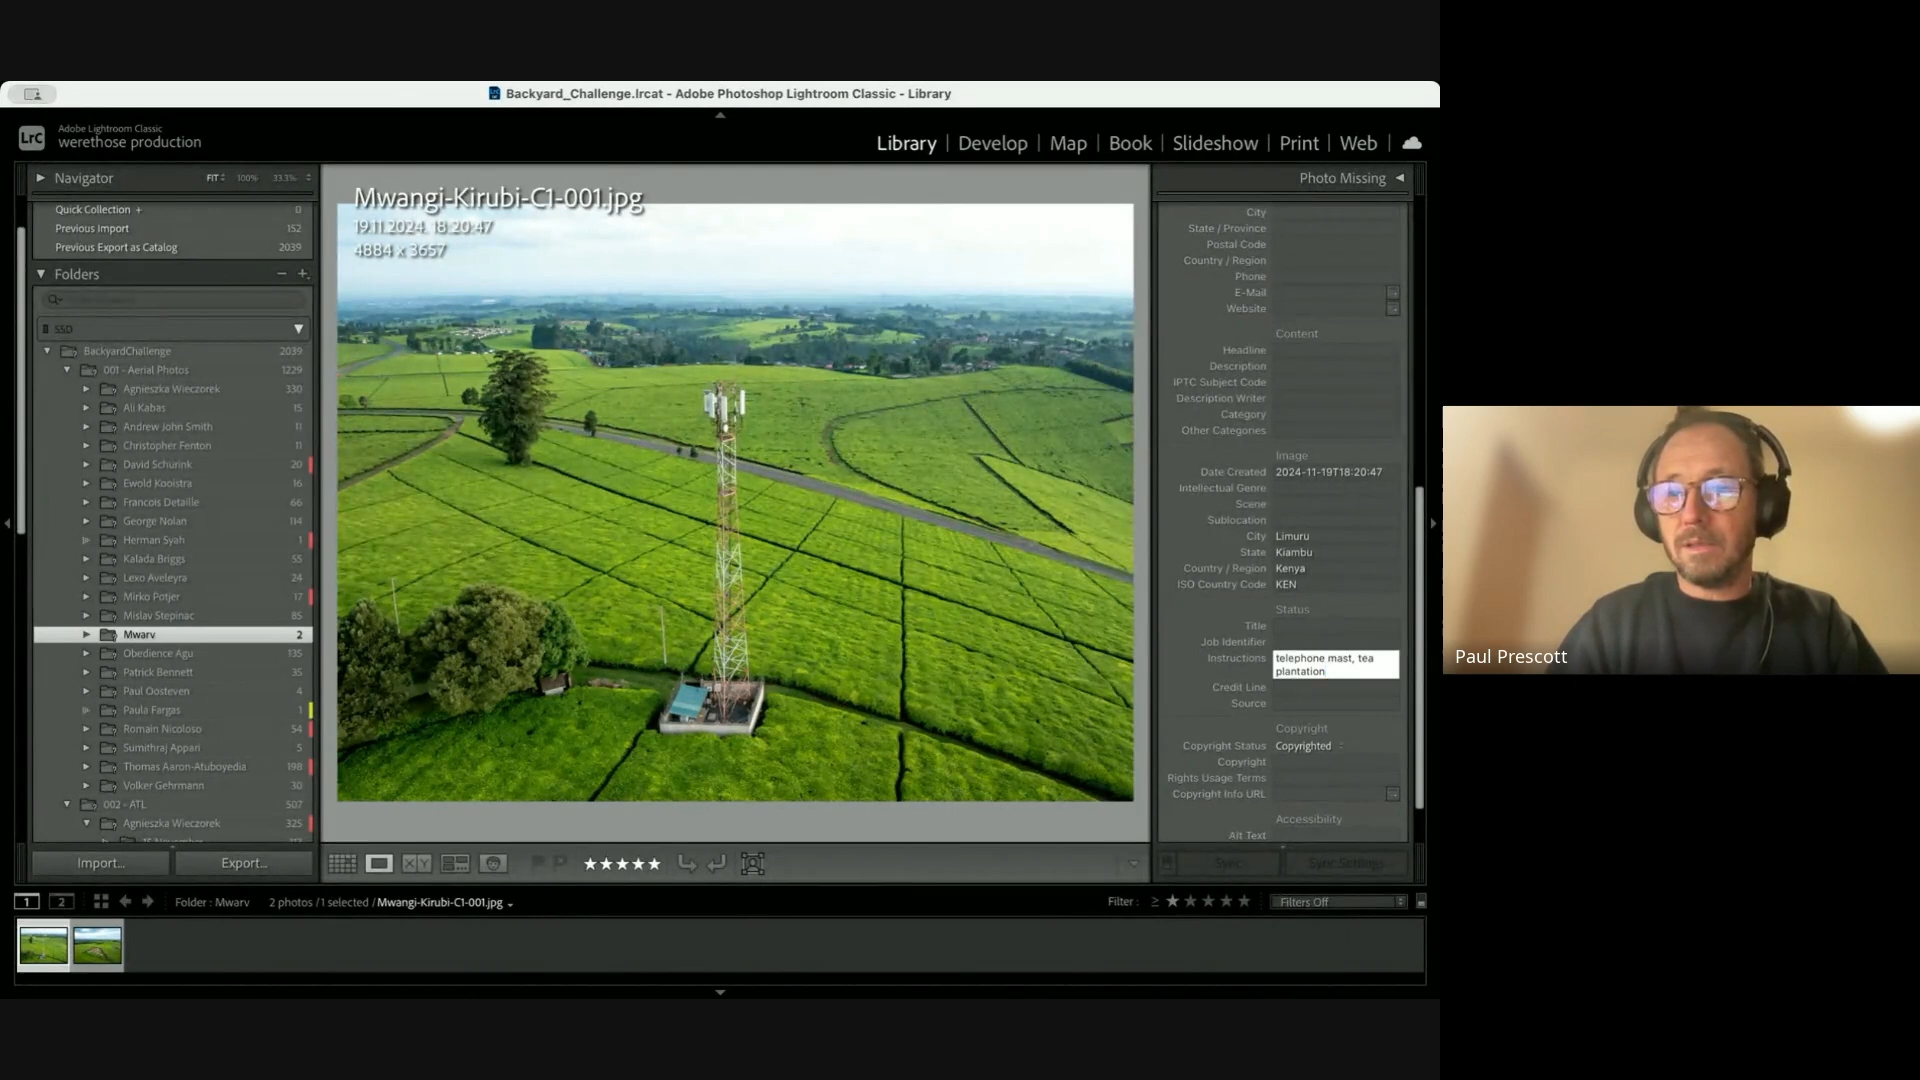 Backyard_Challenge.lrcat - Adobe Photoshop Lightroom Classic - Library
LrC
Adobe Lightroom Classic
werethose production
Library | Develop | Map | Book | Slideshow | Print | Web
Navigator FIT 100% 33.3%
Quick Collection + 0
Previous Import 152
Previous Export as Catalog 2039
Folders
SSD
BackyardChallenge 2039
001 - Aerial Photos 1229
Agnieszka Wieczorek 330
Ali Kabas 15
Andrew John Smith 11
Christopher Fenton 11
David Schurink 20
Ewold Kooistra 16
Francois Detaille 66
George Nolan 114
Herman Syah 1
Kalada Briggs 55
Lexo Aveleyra 24
Mirko Potjer 17
Mislav Stepinac 85
Mwarv 2
Obedience Agu 135
Patrick Bennett 35
Paul Oosteven 4
Paula Fargas 1
Romain Nicoloso 54
Sumithraj Appari 5
Thomas Aaron-Atuboyedia 198
Volker Gehrmann 30
002 - ATL 507
Agnieszka Wieczorek 325
Import... Export...
Mwangi-Kirubi-C1-001.jpg
19.11.2024. 18:20:47
4884 x 3657
Photo Missing
City
State / Province
Postal Code
Country / Region
Phone
E-Mail
Website
Content
Headline
Description
IPTC Subject Code
Description Writer
Category
Other Categories
Image
Date Created 2024-11-19T18:20:47
Intellectual Genre
Scene
Sublocation
City Limuru
State Kiambu
Country / Region Kenya
ISO Country Code KEN
Status
Title
Job Identifier
Instructions telephone mast, tea
plantation
Credit Line
Source
Copyright
Copyright Status Copyrighted
Copyright
Rights Usage Terms
Copyright Info URL
Accessibility
Alt Text
Sync Sync Settings
1 2 Folder : Mwarv 2 photos /1 selected / Mwangi-Kirubi-C1-001.jpg
Filter : ≥ Filters Off
Paul Prescott